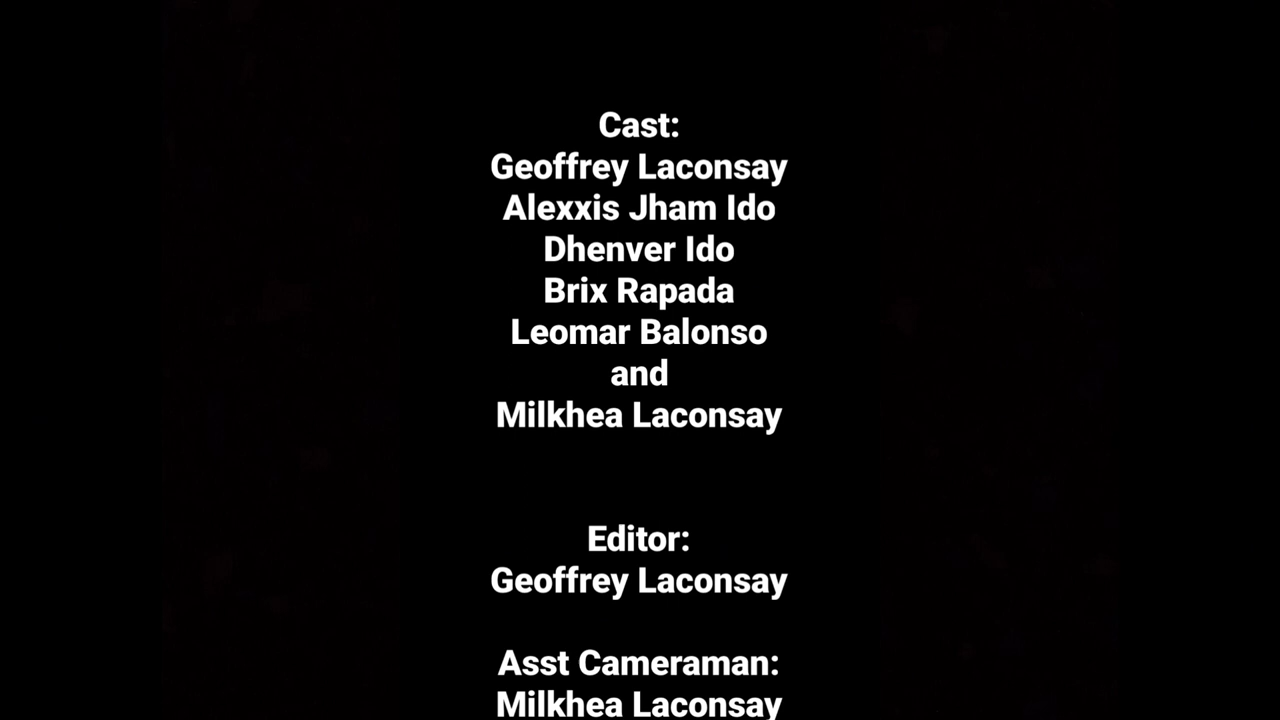 Cast:
Geoffrey Laconsay
Alexxis Jham Ido
Dhenver Ido
Brix Rapada
Leomar Balonso
and
Milkhea Laconsay
Editor:
Geoffrey Laconsay
Asst Cameraman:
Milkhea Laconsay